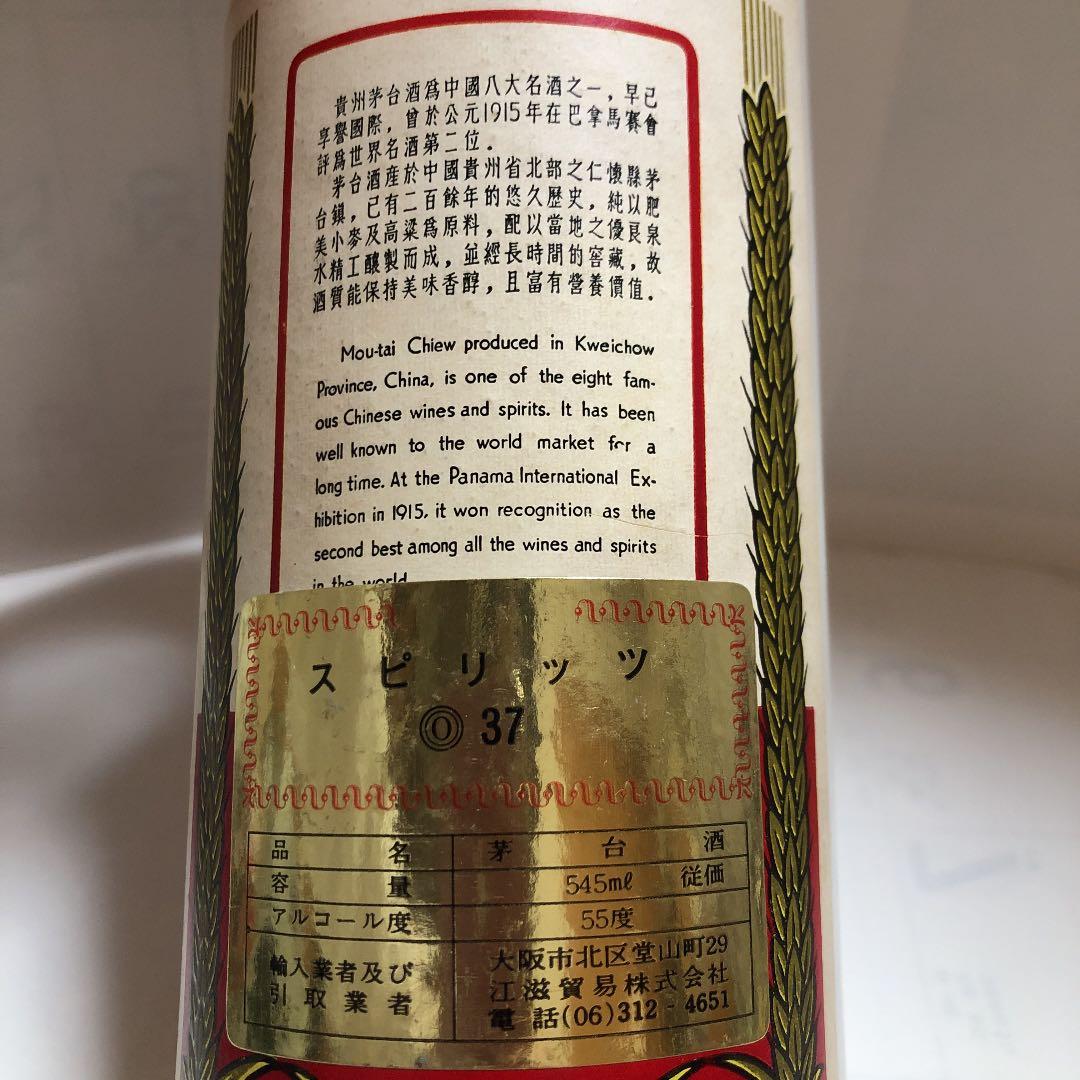 貴州茅台酒爲中國八大名酒之一，早已
享譽國際，曾於公元1915年在巴拿馬賽會
評爲世界名酒第二位．
茅台酒産於中國貴州省北部之仁懷縣茅
台鎮，已有二百餘年的悠久歷史，純以肥
美小麥及高粱爲原料，配以當地之優良泉
水精工釀製而成，並經長時間的窖藏，故
酒質能保持美味香醇，且富有營養價值．
Mou-tai Chiew produced in Kweichow
Province, China, is one of the eight fam-
ous Chinese wines and spirits. It has been
well known to the world market for a
long time. At the Panama International Ex-
hibition in 1915, it won recognition as the
second best among all the wines and spirits
in the world
スピリッツ
◎ 37
品名 茅台酒
容量 545mℓ 従価
アルコール度 55度
輸入業者及び 大阪市北区堂山町29
引取業者 江滋貿易株式会社
電話(06)312-4651